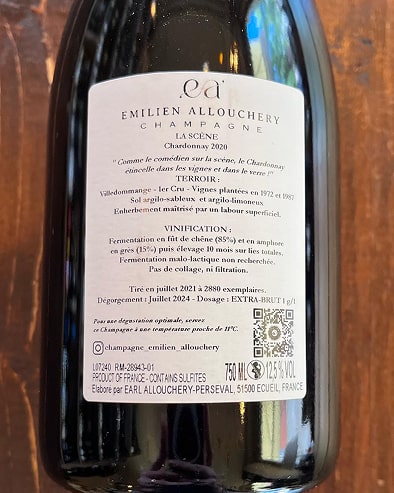 ea
EMILIEN ALLOUCHERY
CHAMPAGNE
LA SCÈNE
Chardonnay 2020
" Comme le comédien sur la scène, le Chardonnay
étincelle dans les vignes et dans le verre !"
TERROIR :
Villedommange - 1er Cru - Vignes plantées en 1972 et 1987
Sol argilo-sableux et argilo-limoneux
Enherbement maîtrisé par un labour superficiel.
VINIFICATION :
Fermentation en fût de chêne (85%) et en amphore
en grès (15%) puis élevage 10 mois sur lies totales.
Fermentation malo-lactique non recherchée.
Pas de collage, ni filtration.
Tiré en juillet 2021 à 2880 exemplaires.
Dégorgement : Juillet 2024 - Dosage : EXTRA-BRUT 1 g/l
Pour une dégustation optimale, servez
ce Champagne à une température proche de 11°C.
champagne_emilien_allouchery
L07240 RM-28943-01
PRODUCT OF FRANCE - CONTAINS SULFITES
750 ML 12,5 % VOL
Elaboré par EARL ALLOUCHERY-PERSEVAL, 51500 ECUEIL, FRANCE